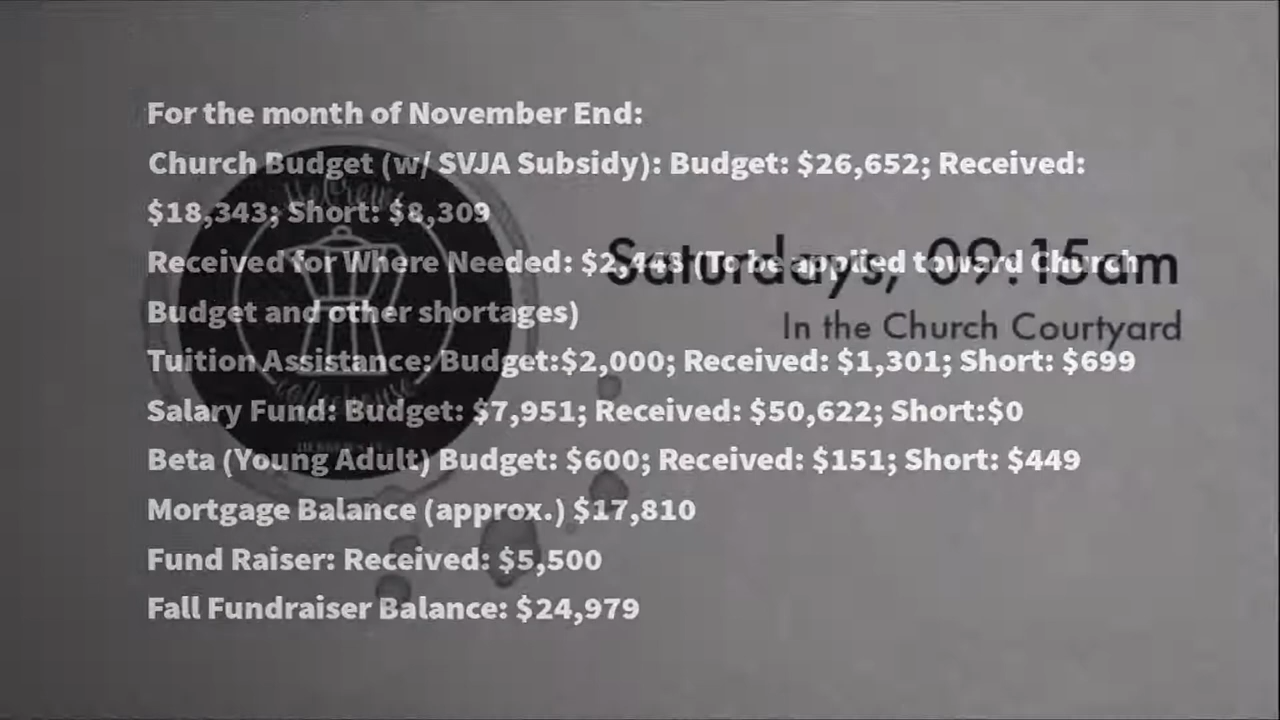 For the month of November End:
Church Budget (w/ SVJA Subsidy): Budget: $26,652; Received:
$18,343; Short: $8,309
Received for Where Needed: $2,448 (To be applied toward Church
Budget and other shortages)
Tuition Assistance: Budget:$2,000; Received: $1,301; Short: $699
Salary Fund: Budget: $7,951; Received: $50,622; Short:$0
Beta (Young Adult) Budget: $600; Received: $151; Short: $449
Mortgage Balance (approx.) $17,810
Fund Raiser: Received: $5,500
Fall Fundraiser Balance: $24,979
Saturdays, 09:15am
In the Church Courtyard